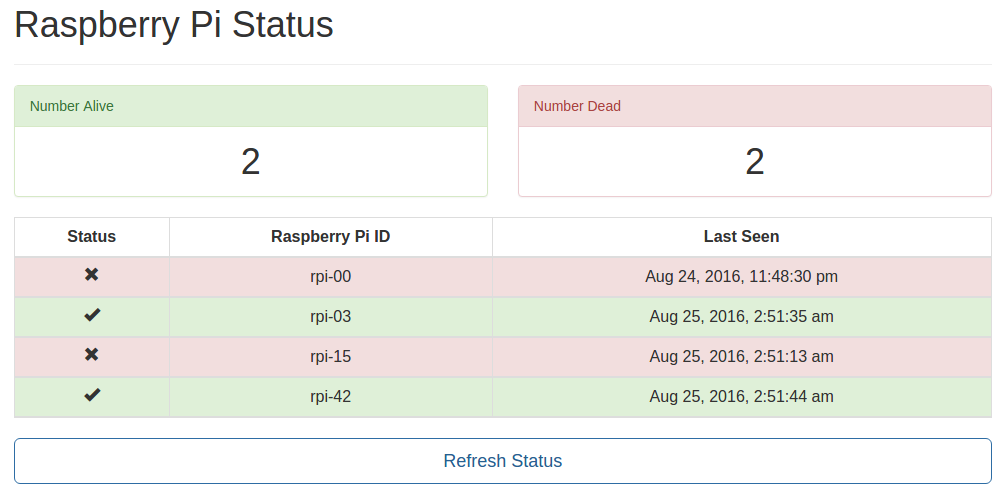 Raspberry Pi Status
Number Alive
Number Dead
2
2
Status Raspberry Pi ID Last Seen
✖ rpi-00 Aug 24, 2016, 11:48:30 pm
✔ rpi-03 Aug 25, 2016, 2:51:35 am
✖ rpi-15 Aug 25, 2016, 2:51:13 am
✔ rpi-42 Aug 25, 2016, 2:51:44 am
Refresh Status